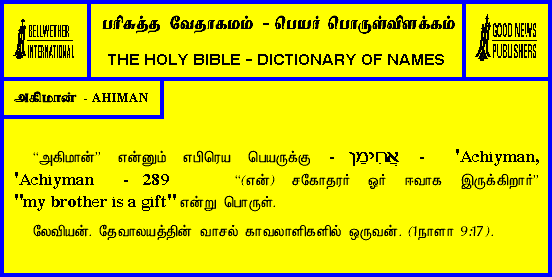 BELLWETHER
INTERNATIONAL
பரிசுத்த வேதாகமம் - பெயர் பொருள்விளக்கம்
THE HOLY BIBLE - DICTIONARY OF NAMES
GOOD NEWS
PUBLISHERS
அகிமான் - AHIMAN
“அகிமான்” என்னும் எபிரெய பெயருக்கு - אֲחִימַן - 'Achiyman,
'Achiyman - 289 “(என்) சகோதரர் ஓர் ஈவாக இருக்கிறார்”
"my brother is a gift" என்று பொருள்.
லேவியன். தேவாலயத்தின் வாசல் காவலாளிகளில் ஒருவன். (1நாளா 9:17).